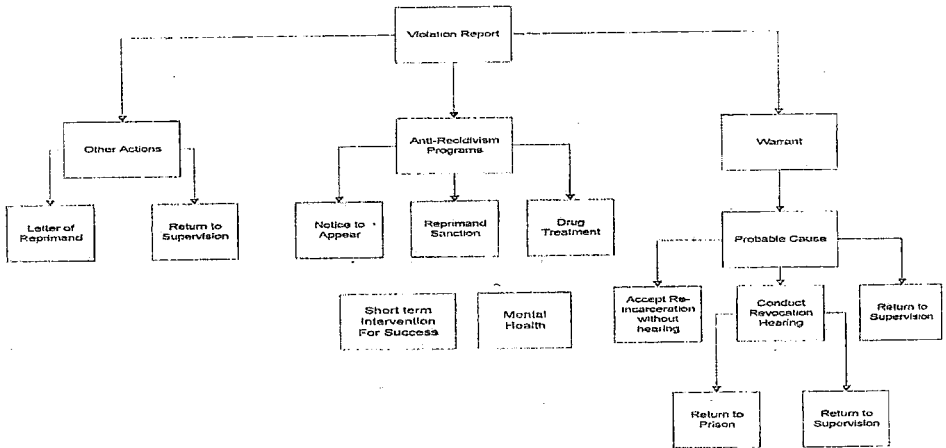 Violation Report
Other Actions
Anti-Recidivism
Programs
Warrant
Letter of
Reprimand
Return to
Supervision
Notice to
Appear
Reprimand
Sanction
Drug
Treatment
Probable Cause
Short term
Intervention
For Success
Mental
Health
Accept Re-
incarceration
without
hearing
Conduct
Revocation
Hearing
Return to
Supervision
Return to
Prison
Return to
Supervision